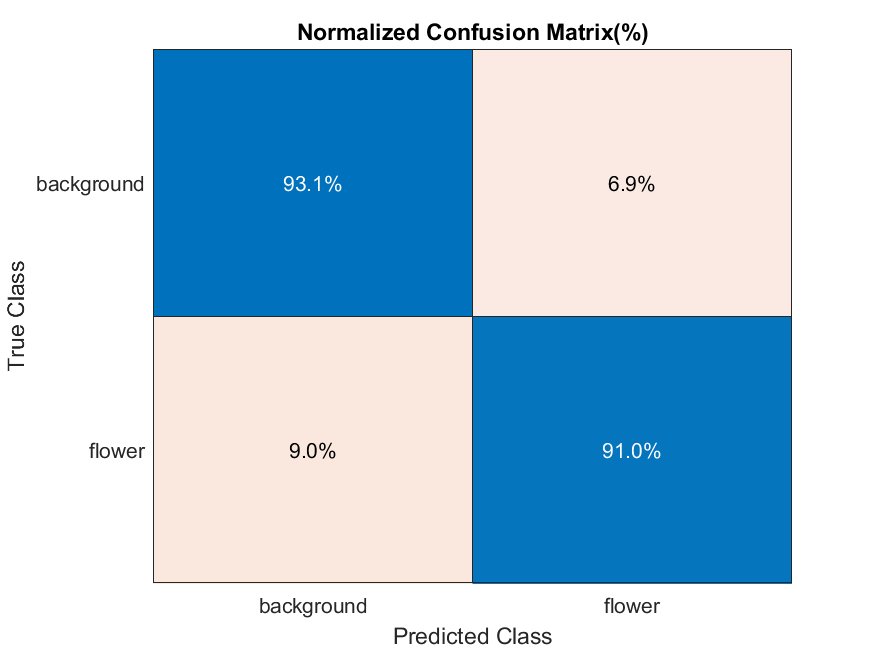 Normalized Confusion Matrix(%)
True Class
background
93.1%
6.9%
flower
9.0%
91.0%
background
flower
Predicted Class